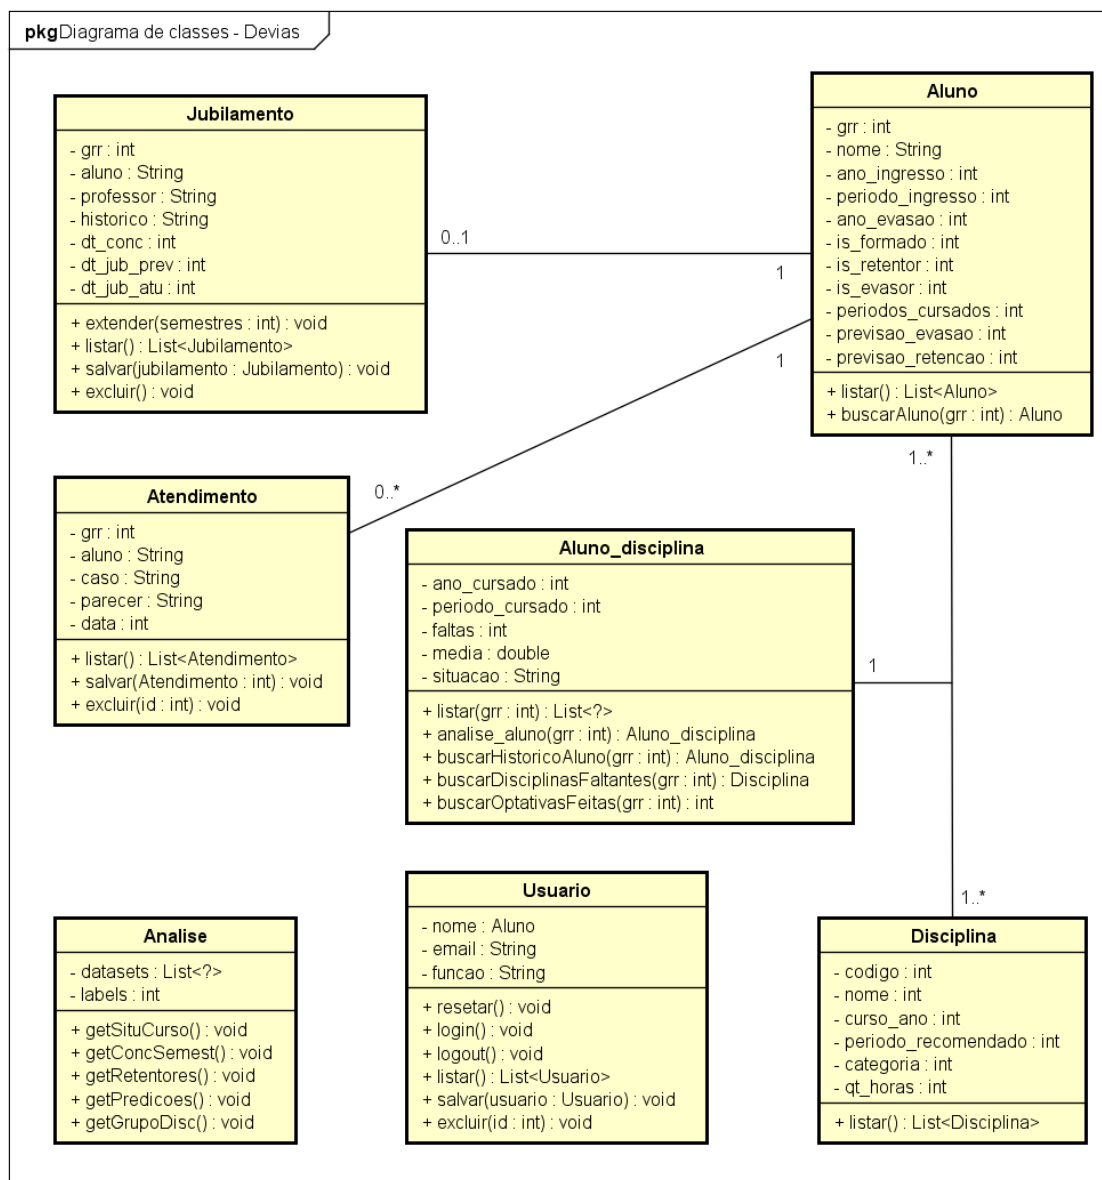 pkgDiagrama de classes - Devias
Jubilamento
- grr : int
- aluno : String
- professor : String
- historico : String
- dt_conc : int
- dt_jub_prev : int
- dt_jub_atu : int
+ extender(semestres : int) : void
+ listar() : List<Jubilamento>
+ salvar(jubilamento : Jubilamento) : void
+ excluir() : void
Aluno
- grr : int
- nome : String
- ano_ingresso : int
- periodo_ingresso : int
- ano_evasao : int
- is_formado : int
- is_retentor : int
- is_evasor : int
- periodos_cursados : int
- previsao_evasao : int
- previsao_retencao : int
+ listar() : List<Aluno>
+ buscarAluno(grr : int) : Aluno
0..1
1
1
0..*
1..*
Atendimento
- grr : int
- aluno : String
- caso : String
- parecer : String
- data : int
+ listar() : List<Atendimento>
+ salvar(Atendimento : int) : void
+ excluir(id : int) : void
Aluno_disciplina
- ano_cursado : int
- periodo_cursado : int
- faltas : int
- media : double
- situacao : String
+ listar(grr : int) : List<?>
+ analise_aluno(grr : int) : Aluno_disciplina
+ buscarHistoricoAluno(grr : int) : Aluno_disciplina
+ buscarDisciplinasFaltantes(grr : int) : Disciplina
+ buscarOptativasFeitas(grr : int) : int
1
1..*
Analise
- datasets : List<?>
- labels : int
+ getSituCurso() : void
+ getConcSemest() : void
+ getRetentores() : void
+ getPredicoes() : void
+ getGrupoDisc() : void
Usuario
- nome : Aluno
- email : String
- funcao : String
+ resetar() : void
+ login() : void
+ logout() : void
+ listar() : List<Usuario>
+ salvar(usuario : Usuario) : void
+ excluir(id : int) : void
Disciplina
- codigo : int
- nome : int
- curso_ano : int
- periodo_recomendado : int
- categoria : int
- qt_horas : int
+ listar() : List<Disciplina>